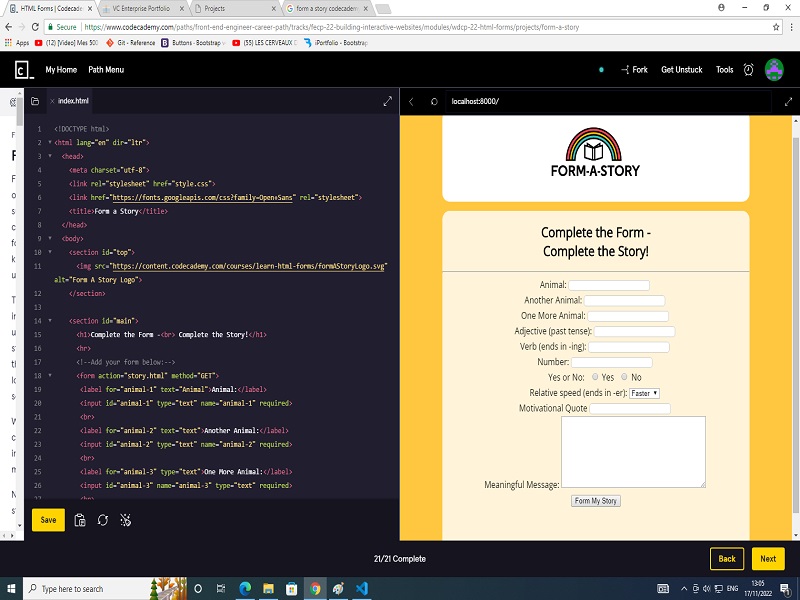 HTML Forms | Codecade
VC Enterprise Portfolio
Projects
form a story codecadem
Secure
https://www.codecademy.com/paths/front-end-engineer-career-path/tracks/fecp-22-building-interactive-websites/modules/wdcp-22-html-forms/projects/form-a-story
Apps
(12) [Video] Mes 500
Git - Reference
Buttons · Bootstrap v
(55) LES CERVEAUX D
iPortfolio - Bootstrap
My Home
Path Menu
Fork
Get Unstuck
Tools
index.html
localhost:8000/
1 <!DOCTYPE html>
2 <html lang="en" dir="ltr">
3 <head>
4 <meta charset="utf-8">
5 <link rel="stylesheet" href="style.css">
6 <link href="https://fonts.googleapis.com/css?family=Open+Sans" rel="stylesheet">
7 <title>Form a Story</title>
8 </head>
9 <body>
10 <section id="top">
11 <img src="https://content.codecademy.com/courses/learn-html-forms/formAStoryLogo.svg"
alt="Form A Story Logo">
12 </section>
13
14 <section id="main">
15 <h1>Complete the Form -<br> Complete the Story!</h1>
16 <hr>
17 <!--Add your form below:-->
18 <form action="story.html" method="GET">
19 <label for="animal-1" text="Animal">Animal:</label>
20 <input id="animal-1" type="text" name="animal-1" required>
21 <br>
22 <label for="animal-2" text="text">Another Animal:</label>
23 <input id="animal-2" type="text" name="animal-2" required>
24 <br>
25 <label for="animal-3" type="text">One More Animal:</label>
26 <input id="animal-3" name="animal-3" type="text" required>
27 <br>
FORM-A-STORY
Complete the Form -
Complete the Story!
Animal:
Another Animal:
One More Animal:
Adjective (past tense):
Verb (ends in -ing):
Number:
Yes or No: Yes No
Relative speed (ends in -er): Faster
Motivational Quote
Meaningful Message:
Form My Story
Save
21/21 Complete
Back
Next
Type here to search
ENG
13:05
17/11/2022